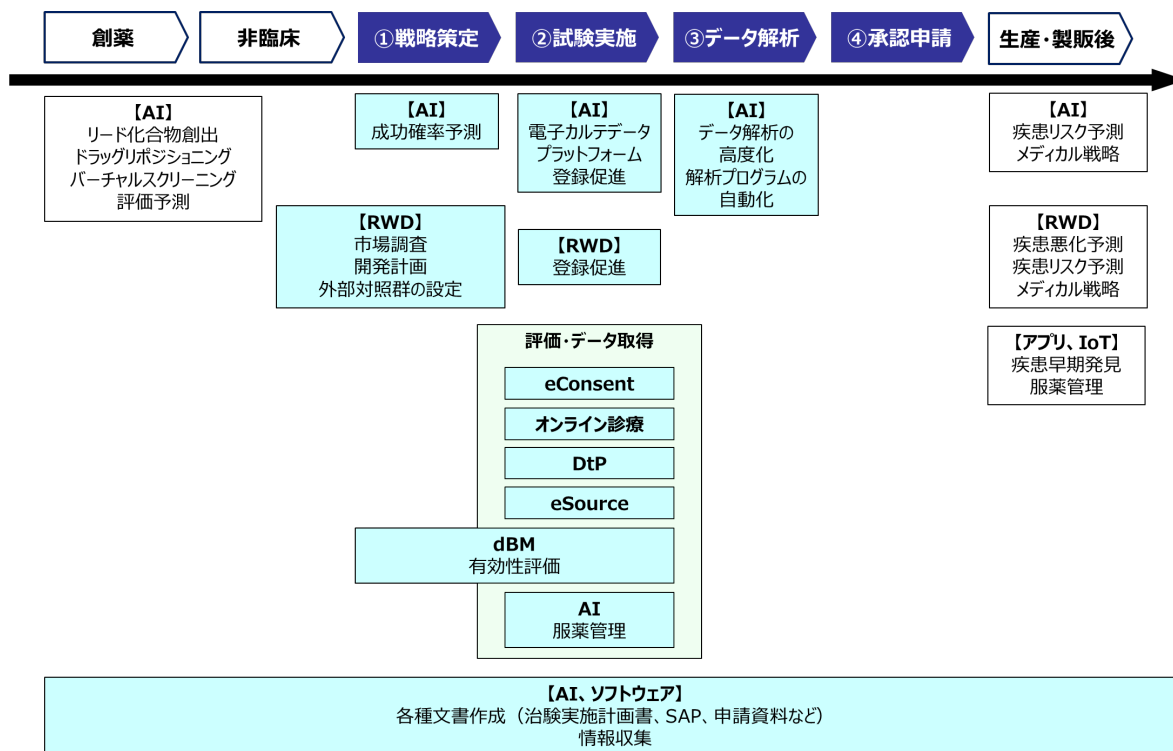 創薬
非臨床
①戦略策定
②試験実施
③データ解析
④承認申請
生産・製販後
【AI】
リード化合物創出
ドラッグリポジショニング
バーチャルスクリーニング
評価予測
【AI】
成功確率予測
【AI】
電子カルテデータ
プラットフォーム
登録促進
【AI】
データ解析の
高度化
解析プログラムの
自動化
【AI】
疾患リスク予測
メディカル戦略
【RWD】
市場調査
開発計画
外部対照群の設定
【RWD】
登録促進
【RWD】
疾患悪化予測
疾患リスク予測
メディカル戦略
評価・データ取得
eConsent
オンライン診療
DtP
eSource
dBM
有効性評価
AI
服薬管理
【アプリ、IoT】
疾患早期発見
服薬管理
【AI、ソフトウェア】
各種文書作成（治験実施計画書、SAP、申請資料など）
情報収集